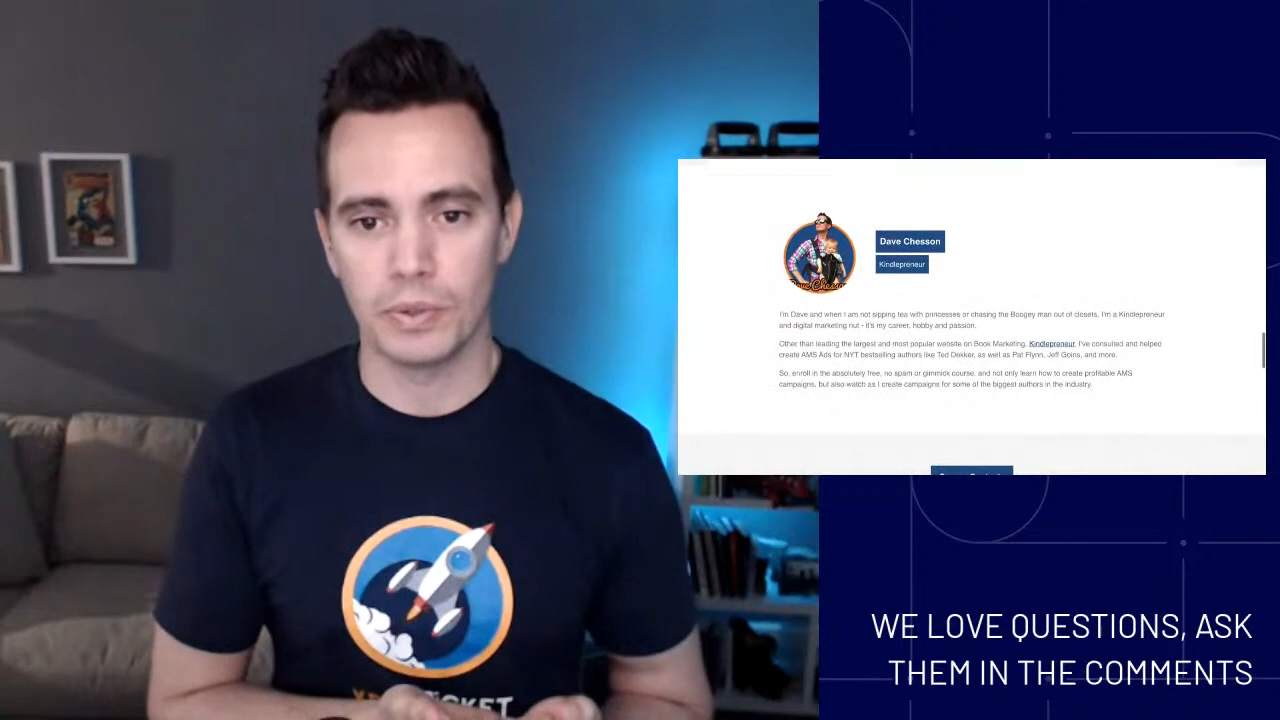 Dave Chesson
Kindlepreneur
I'm Dave and when I am not sipping tea with princesses or chasing the Boogey man out of closets, I'm a Kindlepreneur
and digital marketing nut - it's my career, hobby and passion.
Other than leading the largest and most popular website on Book Marketing, Kindlepreneur, I've consulted and helped
create AMS Ads for NYT bestselling authors like Ted Dekker, as well as Pat Flynn, Jeff Goins, and more.
So, enroll in the absolutely free, no spam or gimmick course, and not only learn how to create profitable AMS
campaigns, but also watch as I create campaigns for some of the biggest authors in the industry.
WE LOVE QUESTIONS, ASK
THEM IN THE COMMENTS